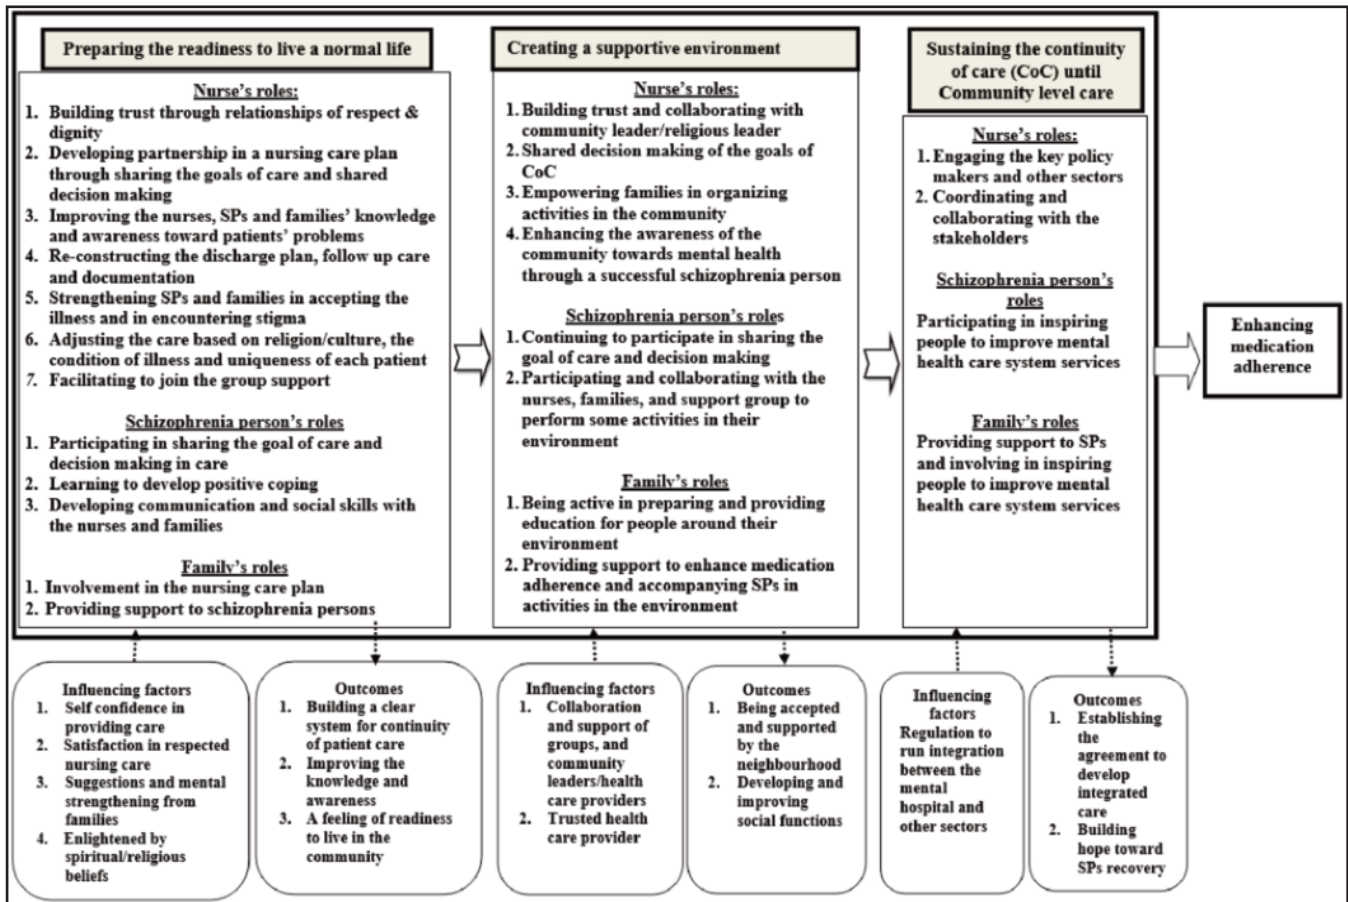 Preparing the readiness to live a normal life
Nurse's roles:
1. Building trust through relationships of respect &
dignity
2. Developing partnership in a nursing care plan
through sharing the goals of care and shared
decision making
3. Improving the nurses, SPs and families' knowledge
and awareness toward patients' problems
4. Re-constructing the discharge plan, follow up care
and documentation
5. Strengthening SPs and families in accepting the
illness and in encountering stigma
6. Adjusting the care based on religion/culture, the
condition of illness and uniqueness of each patient
7. Facilitating to join the group support
Schizophrenia person's roles
1. Participating in sharing the goal of care and
decision making in care
2. Learning to develop positive coping
3. Developing communication and social skills with
the nurses and families
Family's roles
1. Involvement in the nursing care plan
2. Providing support to schizophrenia persons
Creating a supportive environment
Nurse's roles:
1. Building trust and collaborating with
community leader/religious leader
2. Shared decision making of the goals of
CoC
3. Empowering families in organizing
activities in the community
4. Enhancing the awareness of the
community towards mental health
through a successful schizophrenia person
Schizophrenia person's roles
1. Continuing to participate in sharing the
goal of care and decision making
2. Participating and collaborating with the
nurses, families, and support group to
perform some activities in their
environment
Family's roles
1. Being active in preparing and providing
education for people around their
environment
2. Providing support to enhance medication
adherence and accompanying SPs in
activities in the environment
Sustaining the continuity
of care (CoC) until
Community level care
Nurse's roles:
1. Engaging the key policy
makers and other sectors
2. Coordinating and
collaborating with the
stakeholders
Schizophrenia person's
roles
Participating in inspiring
people to improve mental
health care system services
Family's roles
Providing support to SPs
and involving in inspiring
people to improve mental
health care system services
Enhancing
medication
adherence
Influencing factors
1. Self confidence in
providing care
2. Satisfaction in respected
nursing care
3. Suggestions and mental
strengthening from
families
4. Enlightened by
spiritual/religious
beliefs
Outcomes
1. Building a clear
system for continuity
of patient care
2. Improving the
knowledge and
awareness
3. A feeling of readiness
to live in the
community
Influencing factors
1. Collaboration
and support of
groups, and
community
leaders/health
care providers
2. Trusted health
care provider
Outcomes
1. Being accepted
and supported
by the
neighbourhood
2. Developing and
improving
social functions
Influencing
factors
Regulation to
run integration
between the
mental
hospital and
other sectors
Outcomes
1. Establishing
the
agreement to
develop
integrated
care
2. Building
hope toward
SPs recovery